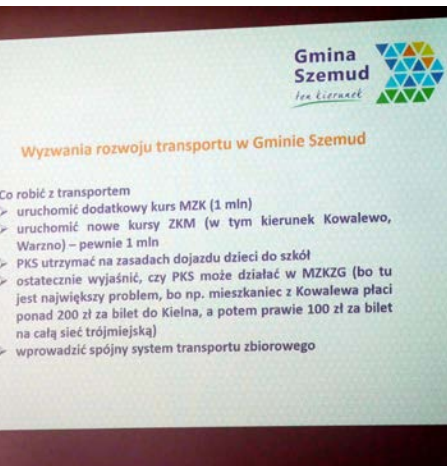 Gmina
Szemud
ten kierunek
Wyzwania rozwoju transportu w Gminie Szemud
Co robić z transportem
➢ uruchomić dodatkowy kurs MZK (1 mln)
➢ uruchomić nowe kursy ZKM (w tym kierunek Kowalewo,
Warzno) – pewnie 1 mln
➢ PKS utrzymać na zasadach dojazdu dzieci do szkół
➢ ostatecznie wyjaśnić, czy PKS może działać w MZKZG (bo tu
jest największy problem, bo np. mieszkaniec z Kowalewa płaci
ponad 200 zł za bilet do Kielna, a potem prawie 100 zł za bilet
na całą sieć trójmiejską)
➢ wprowadzić spójny system transportu zbiorowego